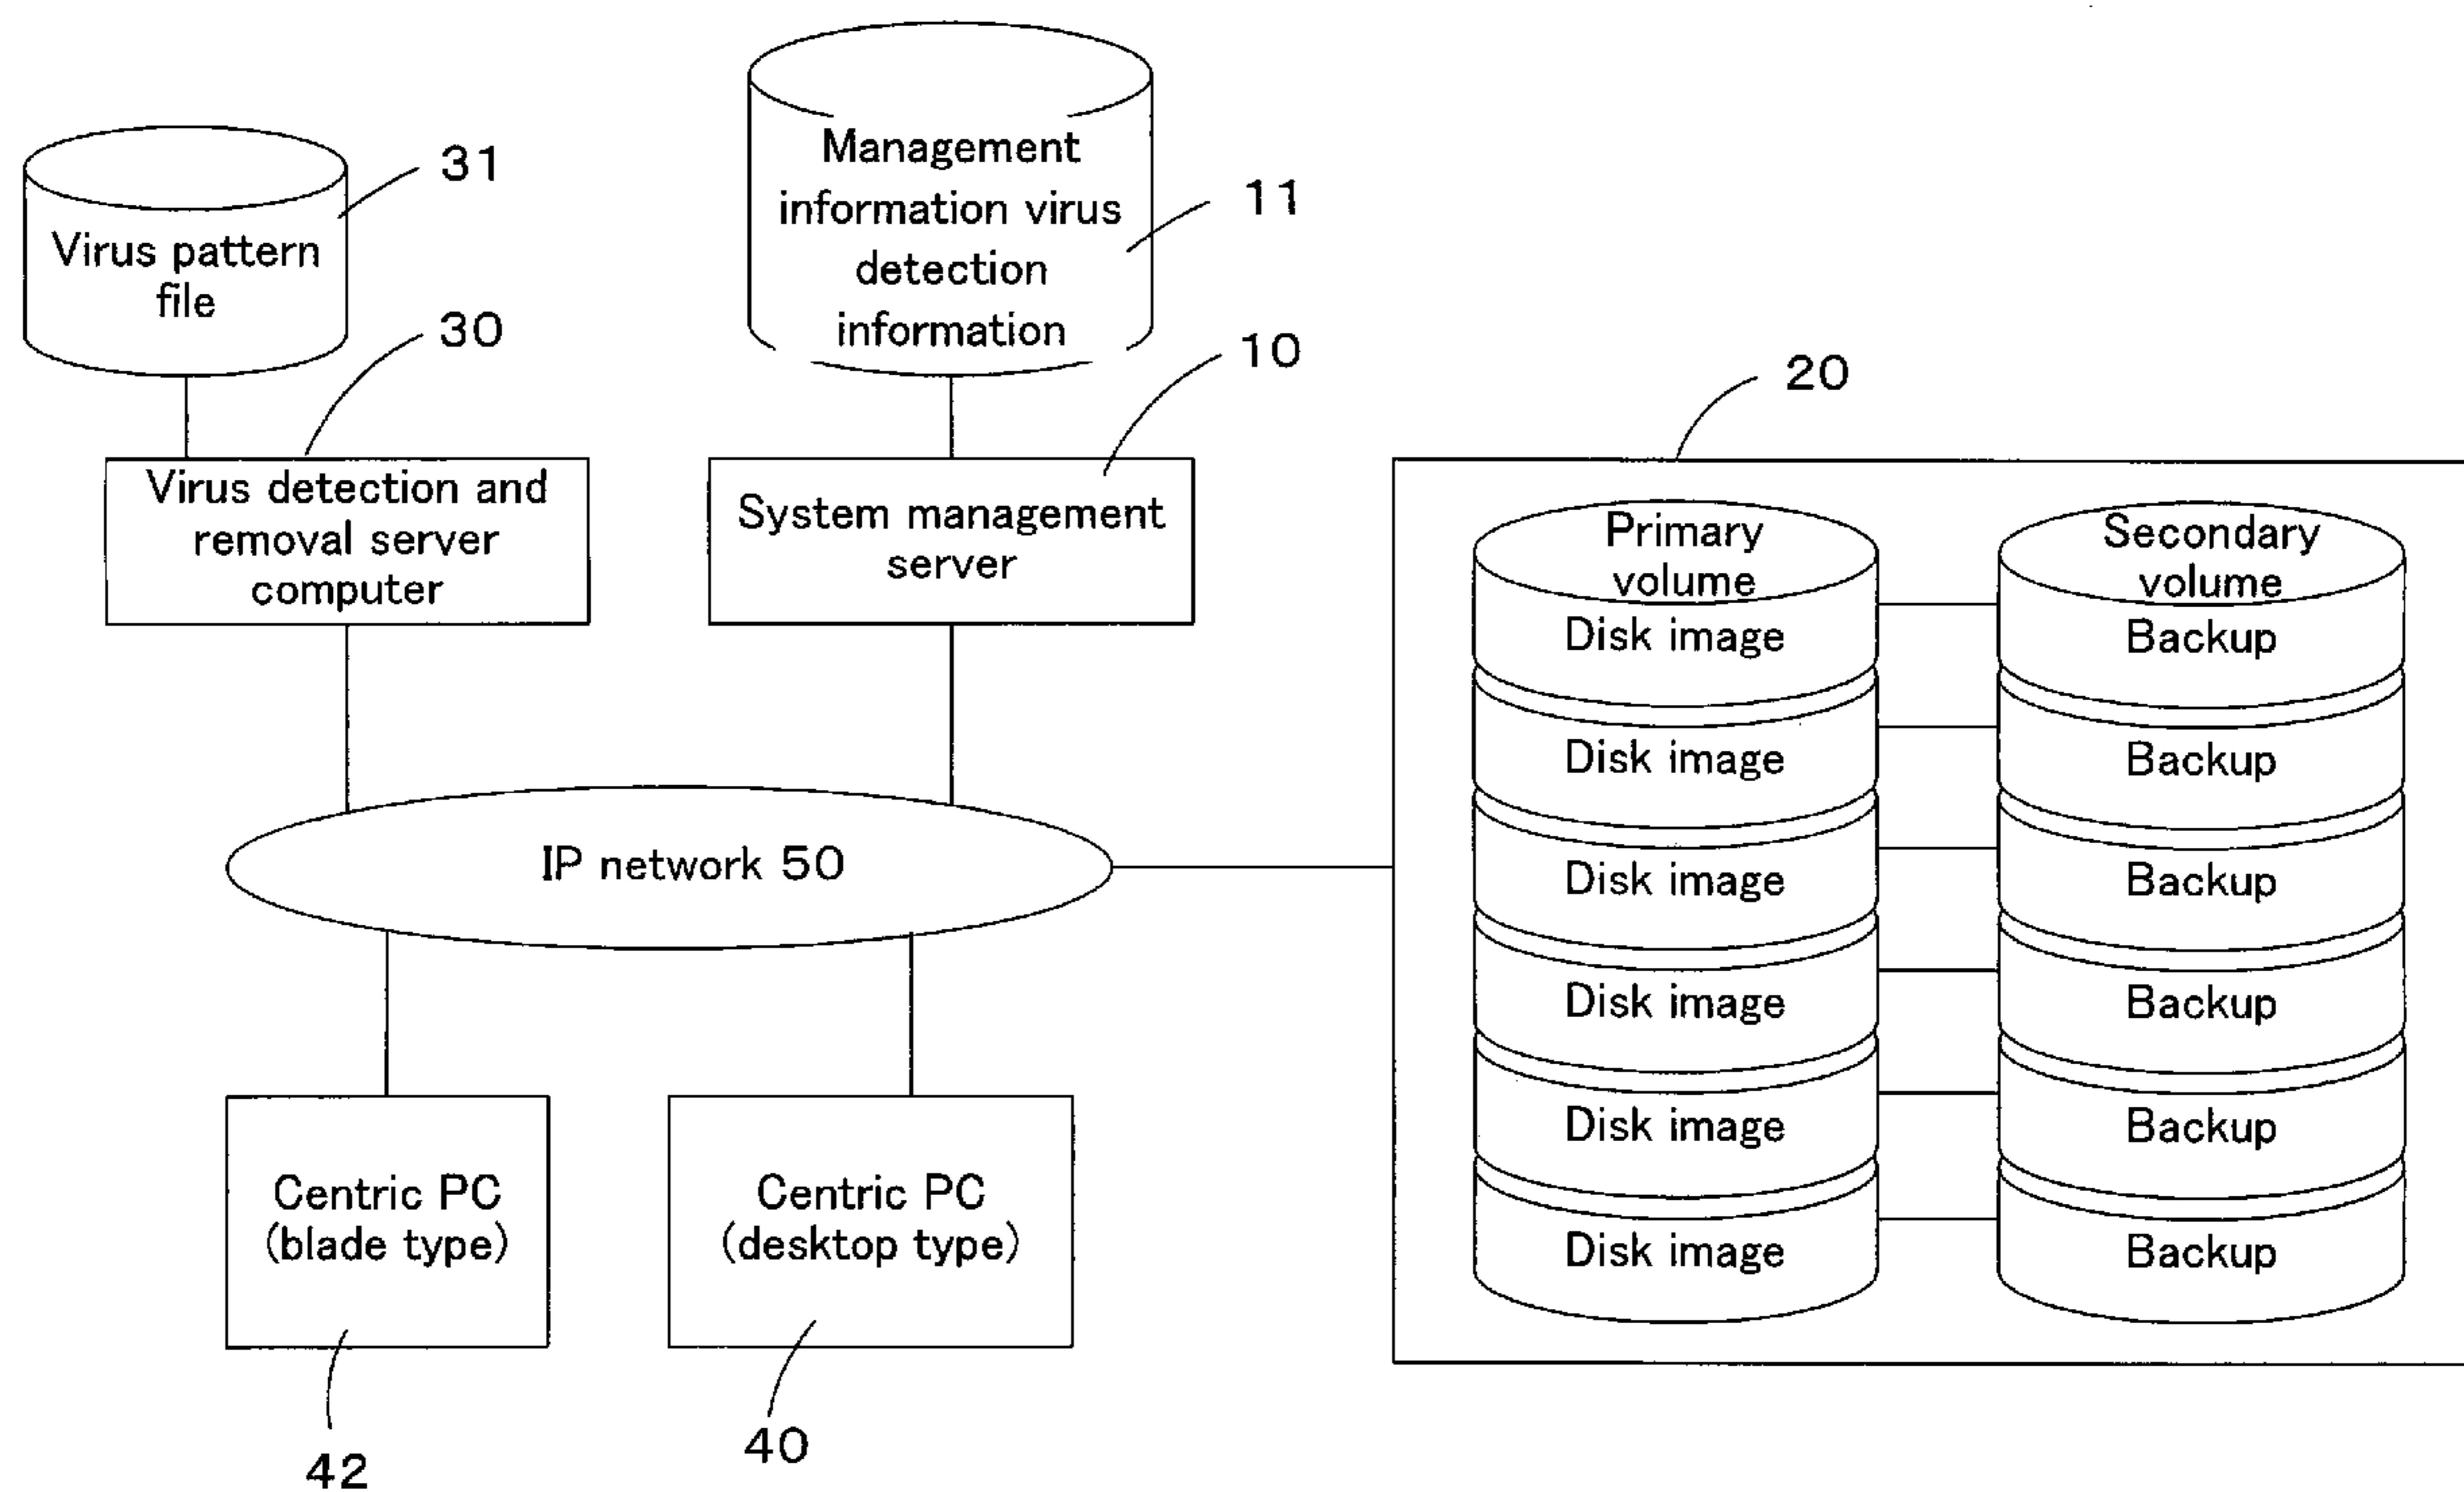 31
Virus pattern
file
30
Management
information virus
detection
information
11
10
20
Virus detection and
removal server
computer
System management
server
Primary
volume
Disk image
Disk image
Disk image
Disk image
Disk image
Disk image
Secondary
volume
Backup
Backup
Backup
Backup
Backup
Backup
IP network 50
Centric PC
(blade type)
42
Centric PC
(desktop type)
40